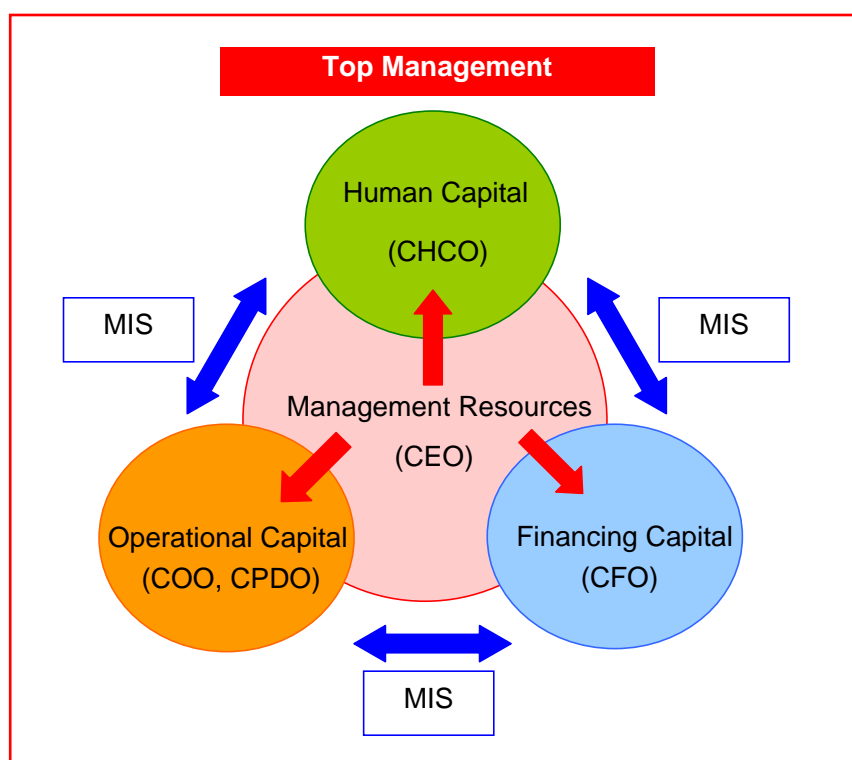 Top Management
Human Capital
(CHCO)
MIS
MIS
Management Resources
(CEO)
Operational Capital
(COO, CPDO)
Financing Capital
(CFO)
MIS